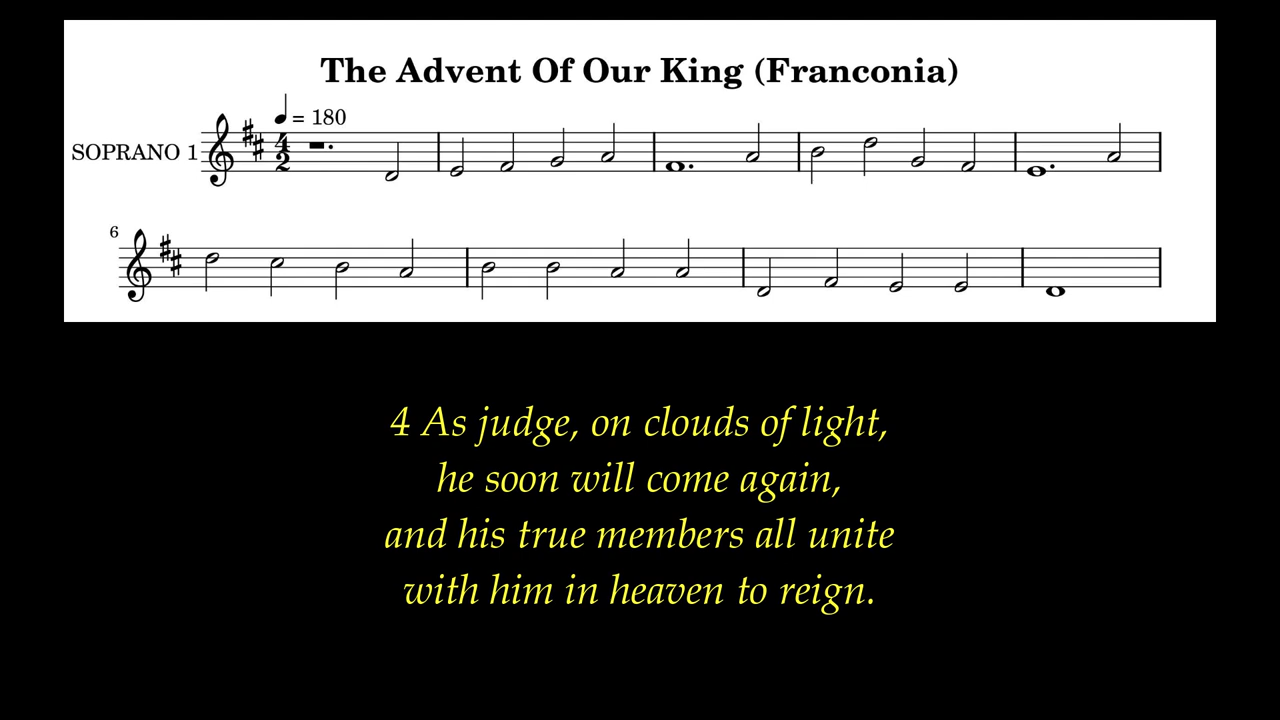 The Advent Of Our King (Franconia)
= 180
SOPRANO 1
4
2
6
4 As judge, on clouds of light,
he soon will come again,
and his true members all unite
with him in heaven to reign.